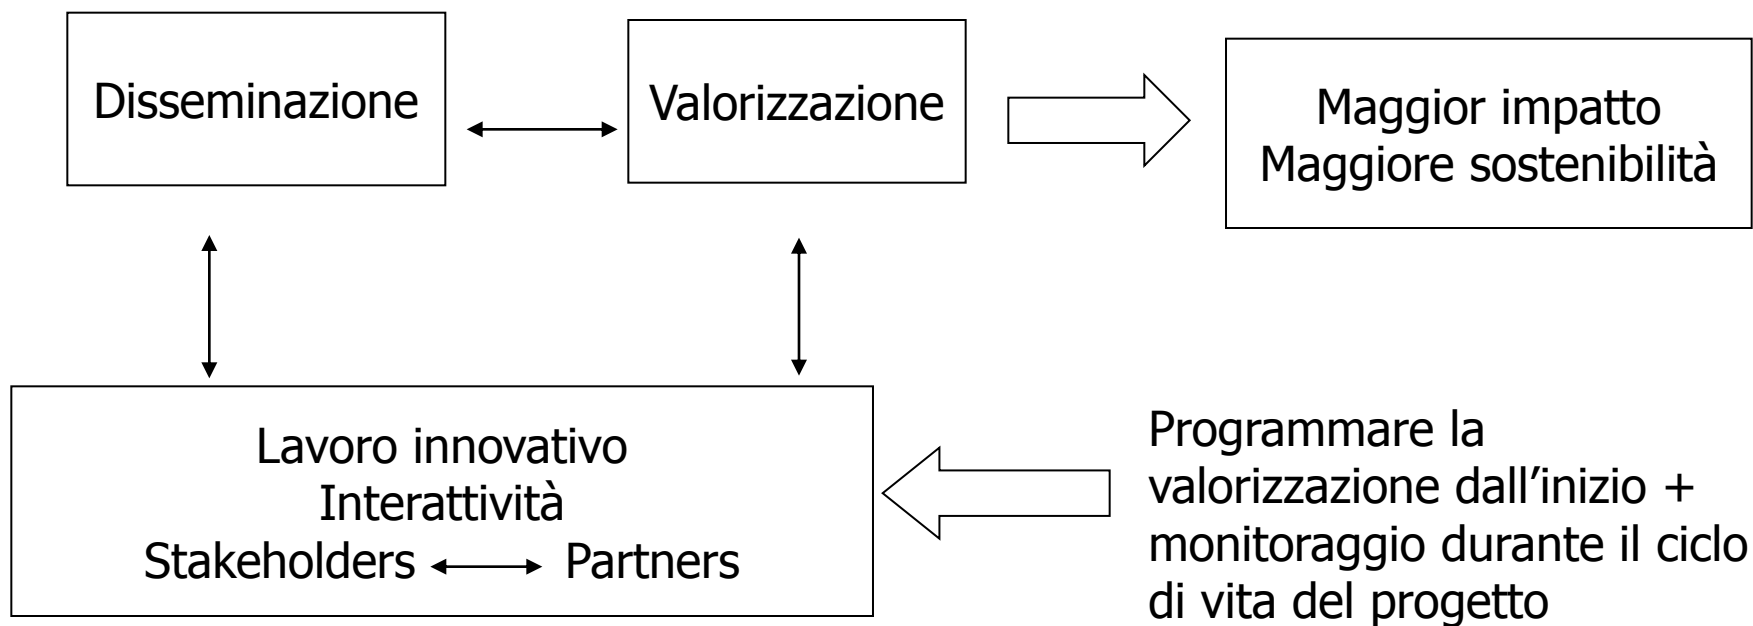 Disseminazione
Valorizzazione
Maggior impatto
Maggiore sostenibilità
Lavoro innovativo
Interattività
Stakeholders Partners
Programmare la
valorizzazione dall’inizio +
monitoraggio durante il ciclo
di vita del progetto